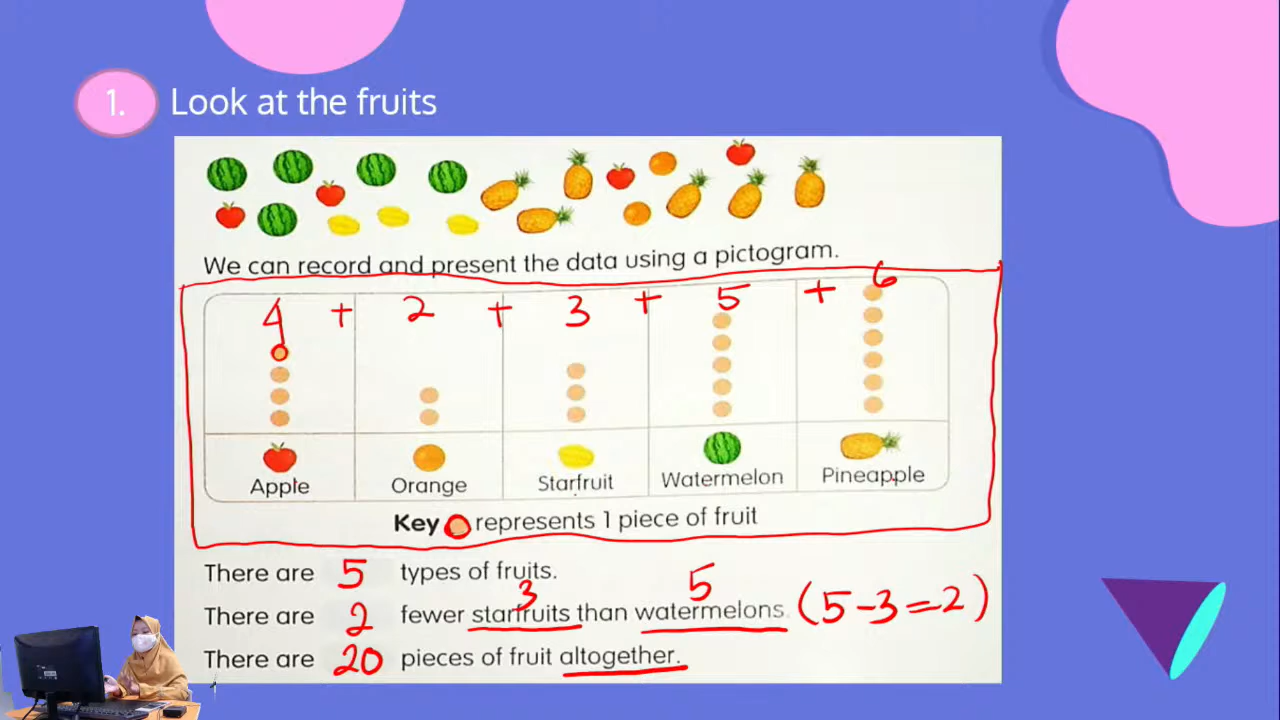 1. Look at the fruits
We can record and present the data using a pictogram.
4 + 2 + 3 + 5 + 6
Apple Orange Starfruit Watermelon Pineapple
Key represents 1 piece of fruit
There are 5 types of fruits.
3 5
There are 2 fewer starfruits than watermelons. (5-3=2)
There are 20 pieces of fruit altogether.